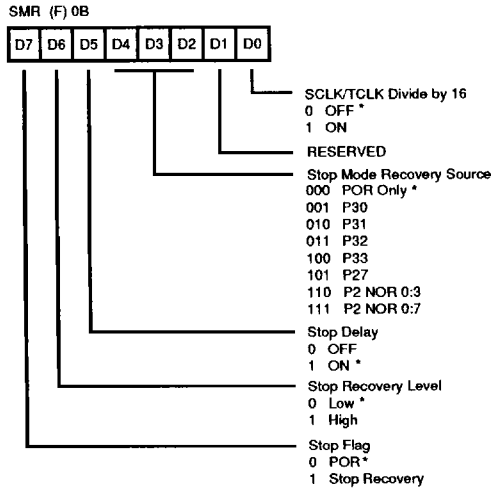 SMR (F) 0B
D7 D6 D5 D4 D3 D2 D1 D0
SCLK/TCLK Divide by 16
0 OFF *
1 ON
RESERVED
Stop Mode Recovery Source
000 POR Only *
001 P30
010 P31
011 P32
100 P33
101 P27
110 P2 NOR 0:3
111 P2 NOR 0:7
Stop Delay
0 OFF
1 ON *
Stop Recovery Level
0 Low *
1 High
Stop Flag
0 POR*
1 Stop Recovery